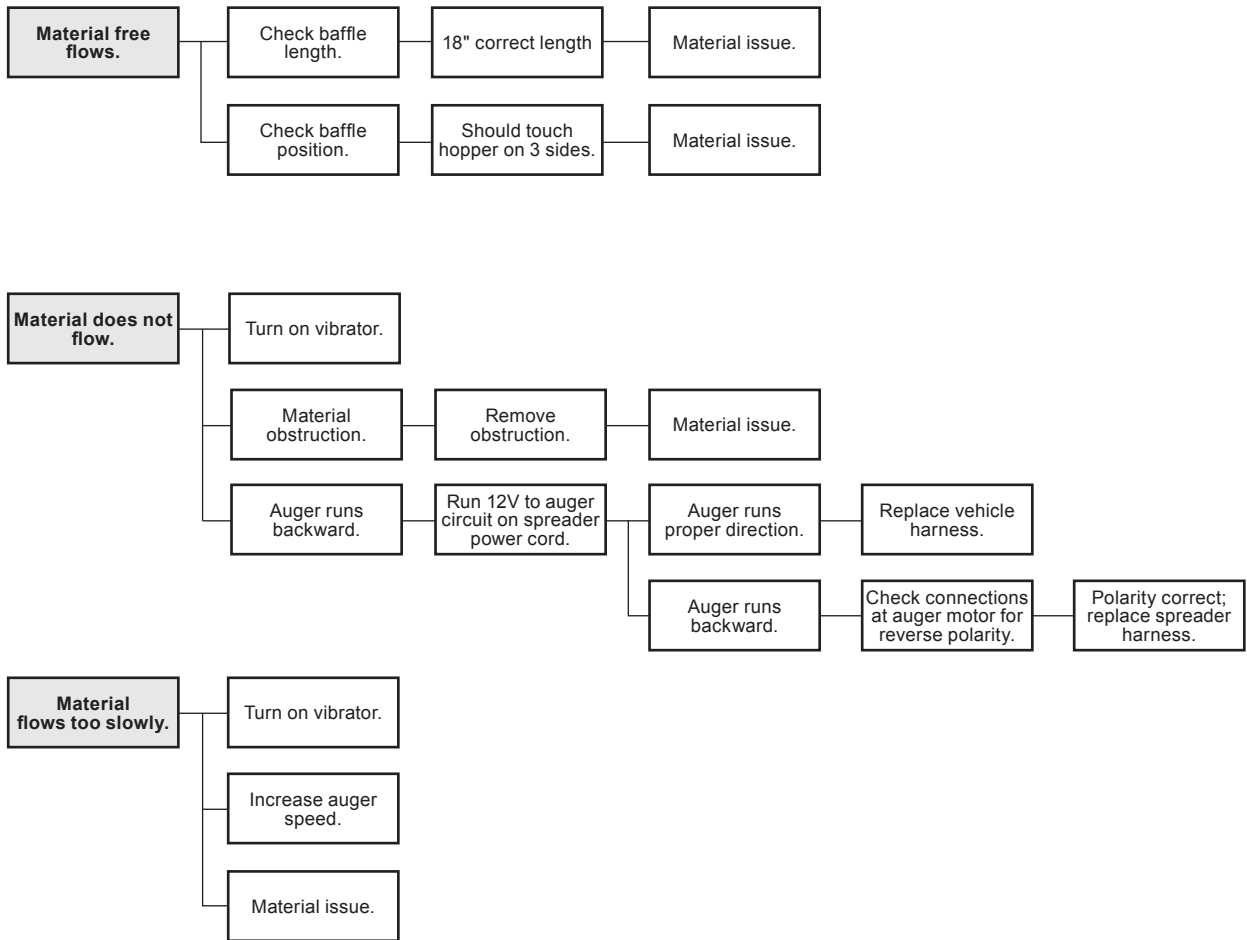 Material free
flows.
Check baffle
length.
18" correct length
Material issue.
Check baffle
position.
Should touch
hopper on 3 sides.
Material issue.
Material does not
flow.
Turn on vibrator.
Material
obstruction.
Remove
obstruction.
Material issue.
Auger runs
backward.
Run 12V to auger
circuit on spreader
power cord.
Auger runs
proper direction.
Replace vehicle
harness.
Auger runs
backward.
Check connections
at auger motor for
reverse polarity.
Polarity correct;
replace spreader
harness.
Material
flows too slowly.
Turn on vibrator.
Increase auger
speed.
Material issue.